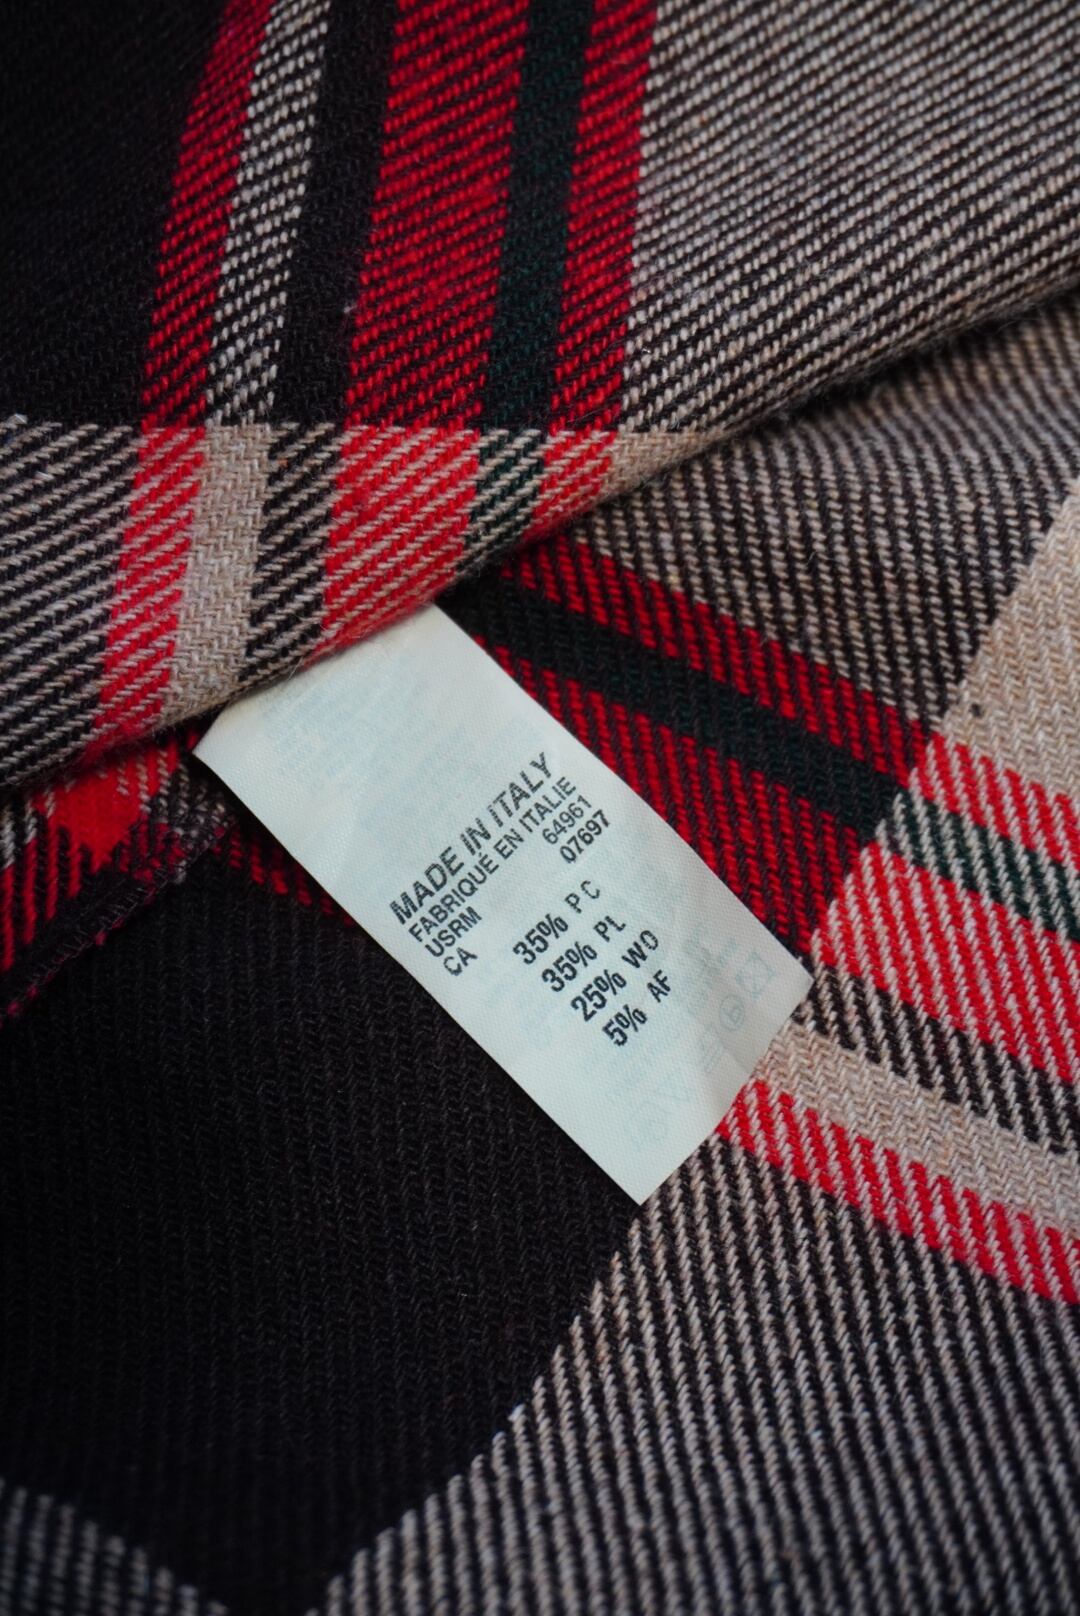 MADE IN ITALY
FABRIQUÉ EN ITALIE
USRM 64961
CA 07697
35% PC
35% PL
25% WO
5% AF